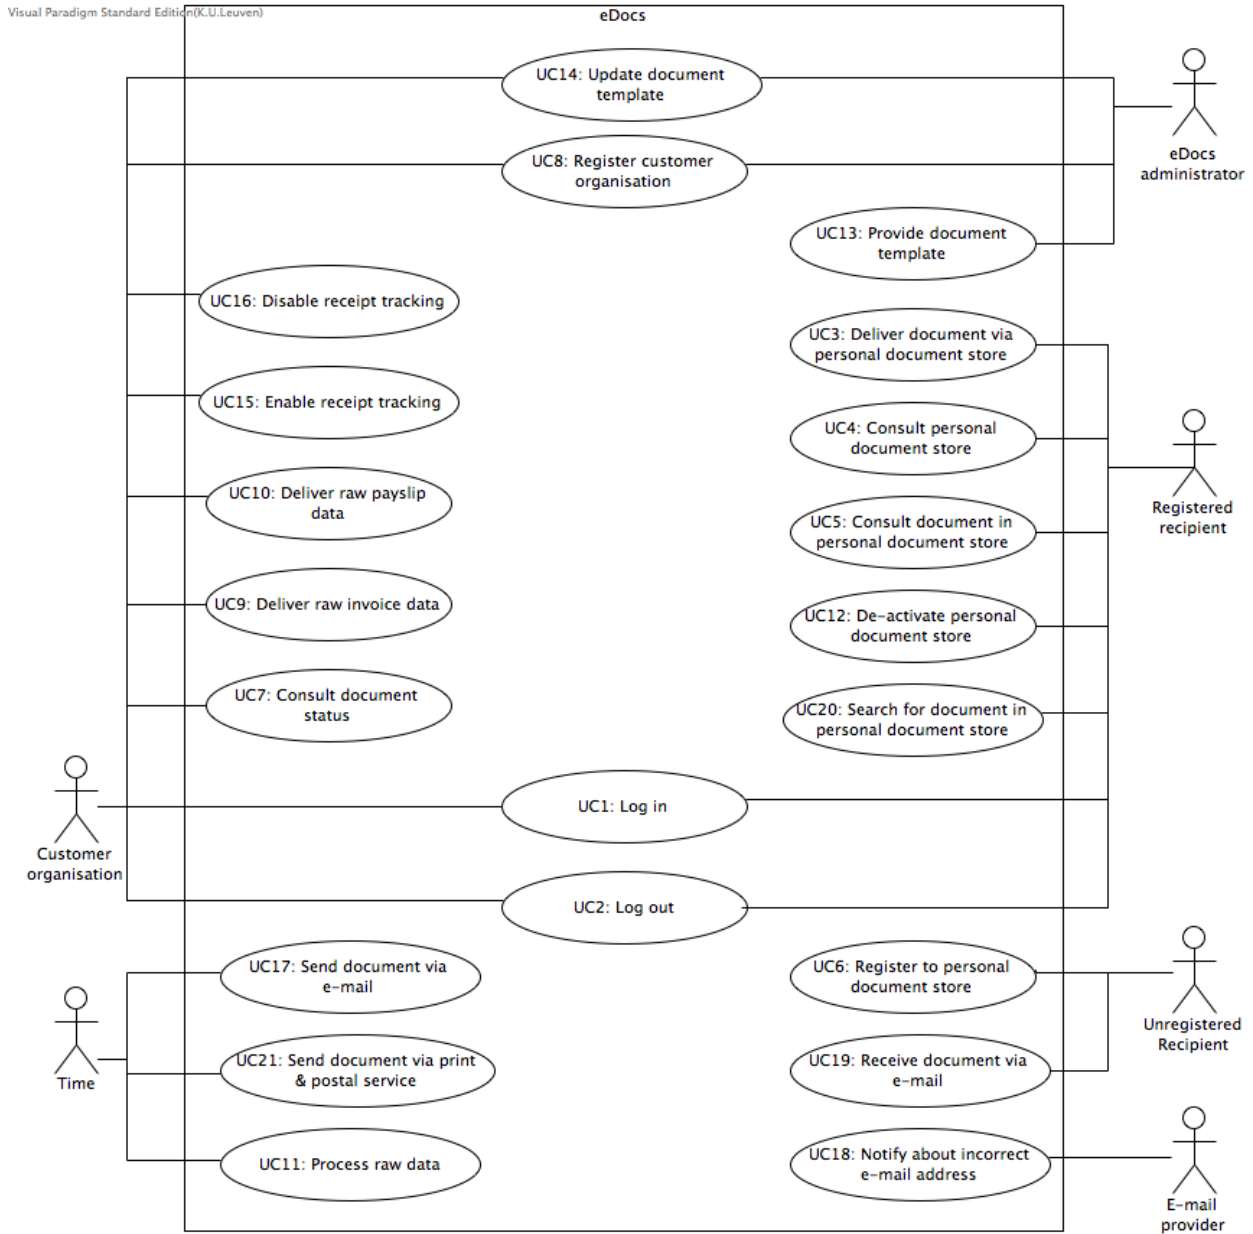 Visual Paradigm Standard Edition(K.U.Leuven)
eDocs
UC14: Update document
template
eDocs
administrator
UC8: Register customer
organisation
UC13: Provide document
template
UC16: Disable receipt tracking
UC3: Deliver document via
personal document store
UC15: Enable receipt tracking
UC4: Consult personal
document store
Registered
recipient
UC10: Deliver raw payslip
data
UC5: Consult document in
personal document store
UC9: Deliver raw invoice data
UC12: De-activate personal
document store
UC7: Consult document
status
UC20: Search for document in
personal document store
UC1: Log in
Customer
organisation
UC2: Log out
UC17: Send document via
e-mail
UC6: Register to personal
document store
Unregistered
Recipient
Time
UC21: Send document via print
& postal service
UC19: Receive document via
e-mail
UC11: Process raw data
UC18: Notify about incorrect
e-mail address
E-mail
provider